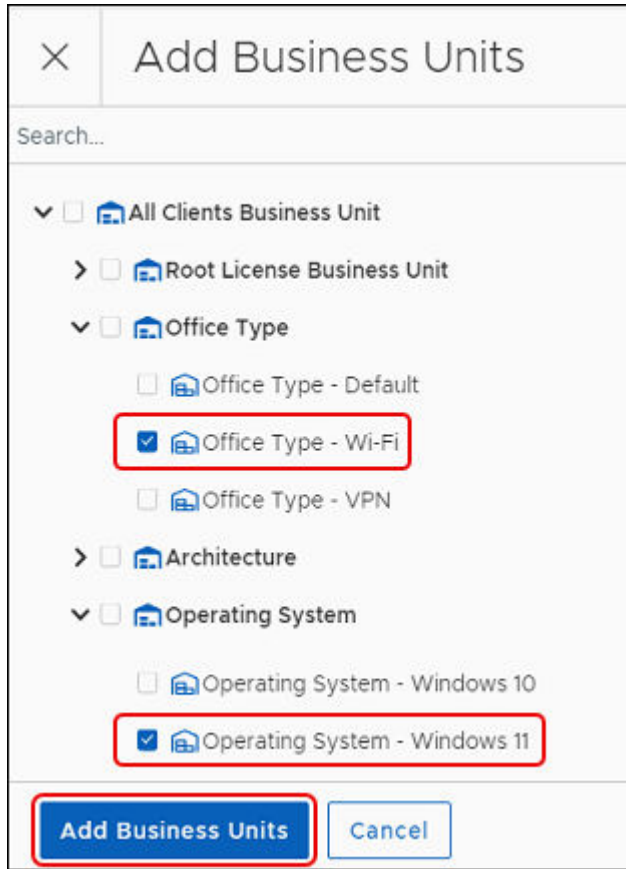 Add Business Units
Search...
All Clients Business Unit
Root License Business Unit
Office Type
Office Type - Default
Office Type - Wi-Fi
Office Type - VPN
Architecture
Operating System
Operating System - Windows 10
Operating System - Windows 11
Add Business Units
Cancel